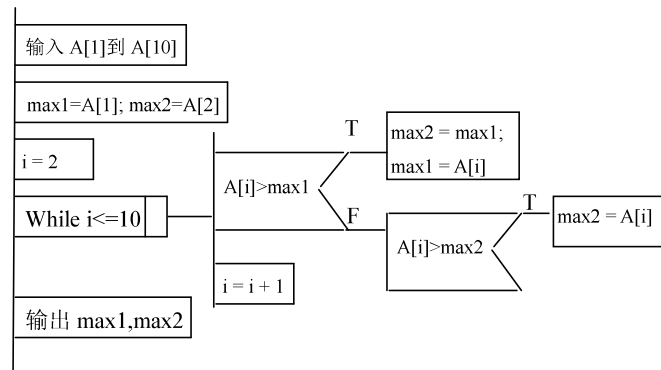 输入 A[1]到 A[10]
max1=A[1]; max2=A[2]
i = 2
While i<=10
A[i]>max1
T
max2 = max1;
max1 = A[i]
F
A[i]>max2
T
max2 = A[i]
i = i + 1
输出 max1,max2